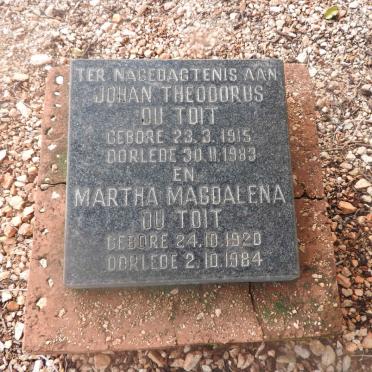 TER NAGEDAGTENIS AAN
JOHAN THEODORUS
DU TOIT
GEBORE 23.3.1915
OORLEDE 30.11.1983
EN
MARTHA MAGDALENA
DU TOIT
GEBORE 24.10.1920
OORLEDE 2.10.1984